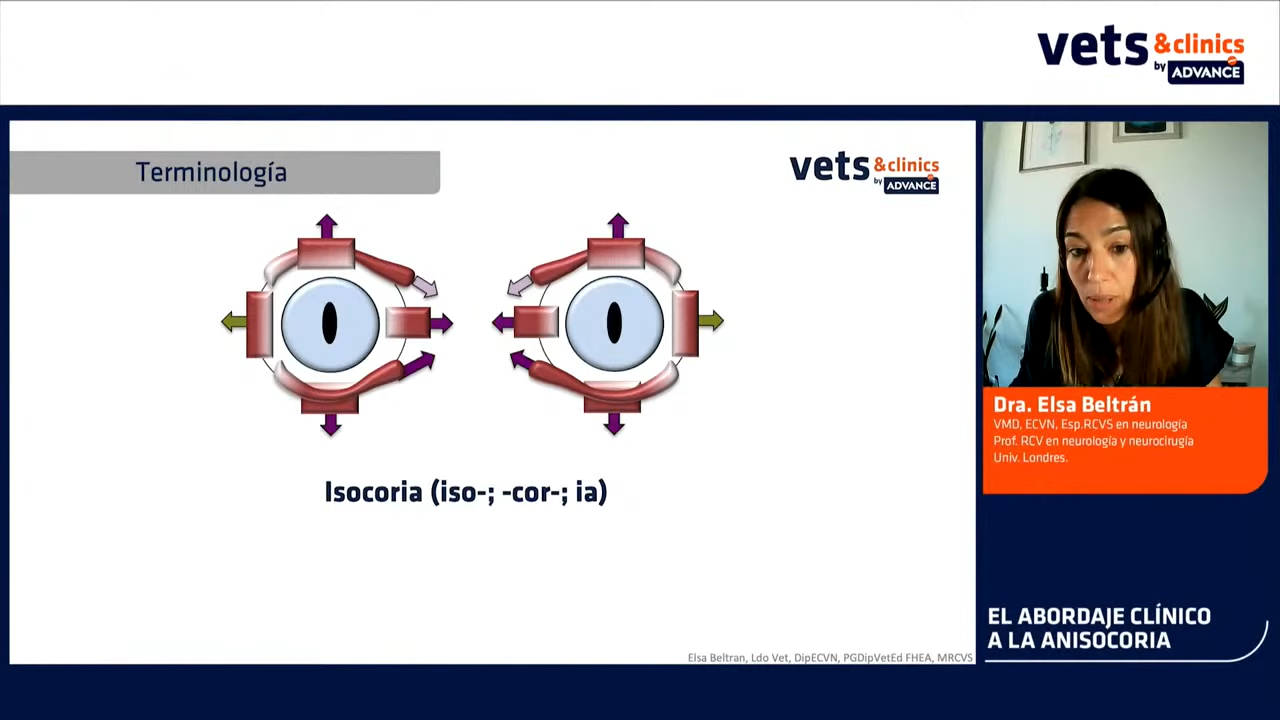 vets &clinics
by ADVANCE
Terminología
vets &clinics
by ADVANCE
Isocoria (iso-; -cor-; ia)
Elsa Beltran, Ldo Vet, DipECVN, PGDipVetEd FHEA, MRCVS
Dra. Elsa Beltrán
VMD, ECVN, Esp.RCVS en neurología
Prof. RCV en neurología y neurocirugía
Univ. Londres.
EL ABORDAJE CLÍNICO
A LA ANISOCORIA